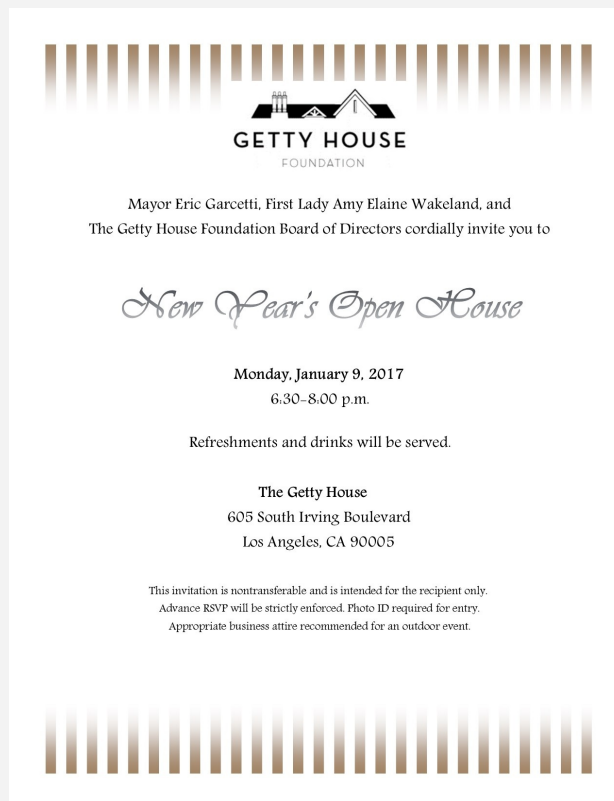 GETTY HOUSE
FOUNDATION
Mayor Eric Garcetti, First Lady Amy Elaine Wakeland, and
The Getty House Foundation Board of Directors cordially invite you to
New Year's Open House
Monday, January 9, 2017
6:30-8:00 p.m.
Refreshments and drinks will be served.
The Getty House
605 South Irving Boulevard
Los Angeles, CA 90005
This invitation is nontransferable and is intended for the recipient only.
Advance RSVP will be strictly enforced. Photo ID required for entry.
Appropriate business attire recommended for an outdoor event.